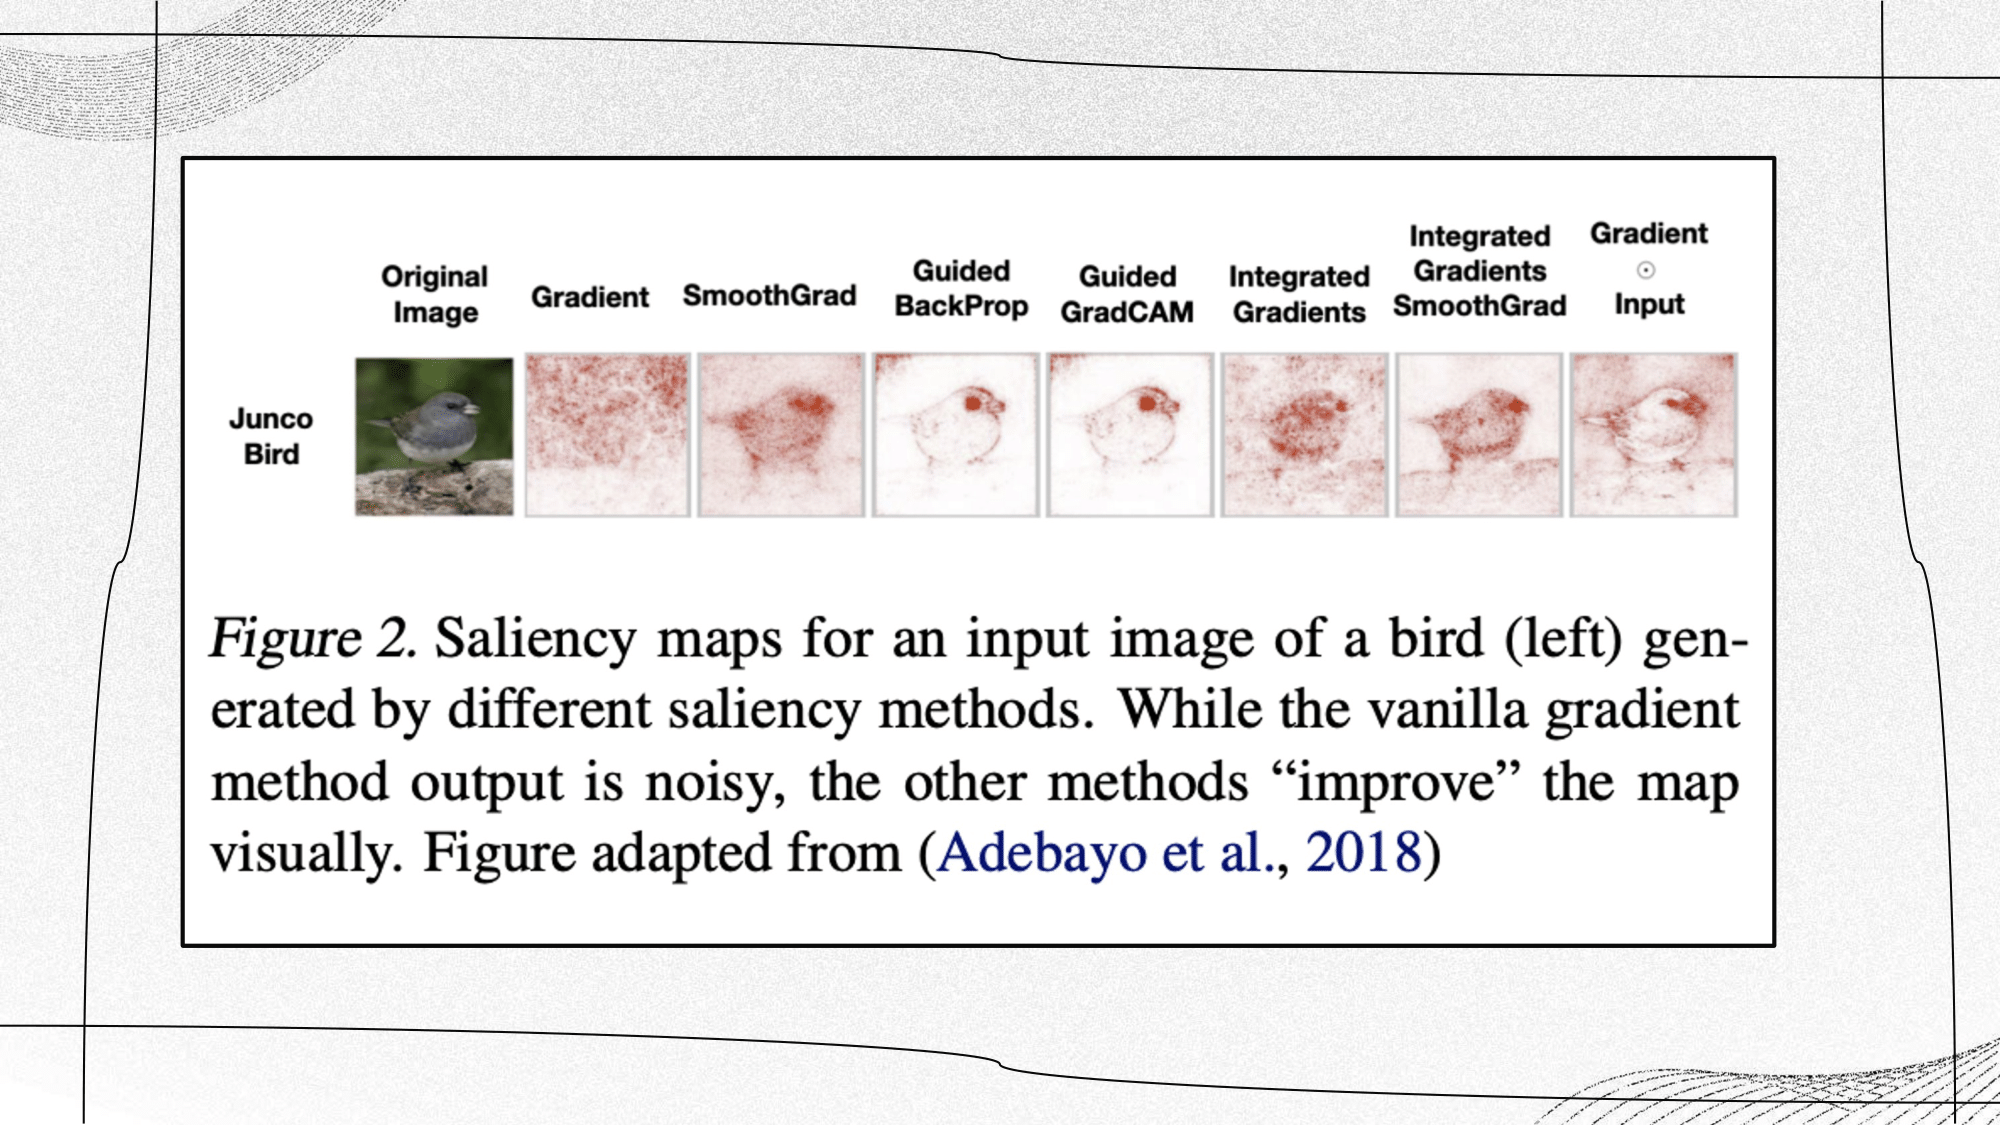 Original Image
Gradient
SmoothGrad
Guided BackProp
Guided GradCAM
Integrated Gradients
Integrated Gradients SmoothGrad
Gradient ⊙ Input
Junco Bird
Figure 2. Saliency maps for an input image of a bird (left) gen-
erated by different saliency methods. While the vanilla gradient
method output is noisy, the other methods “improve” the map
visually. Figure adapted from (Adebayo et al., 2018)